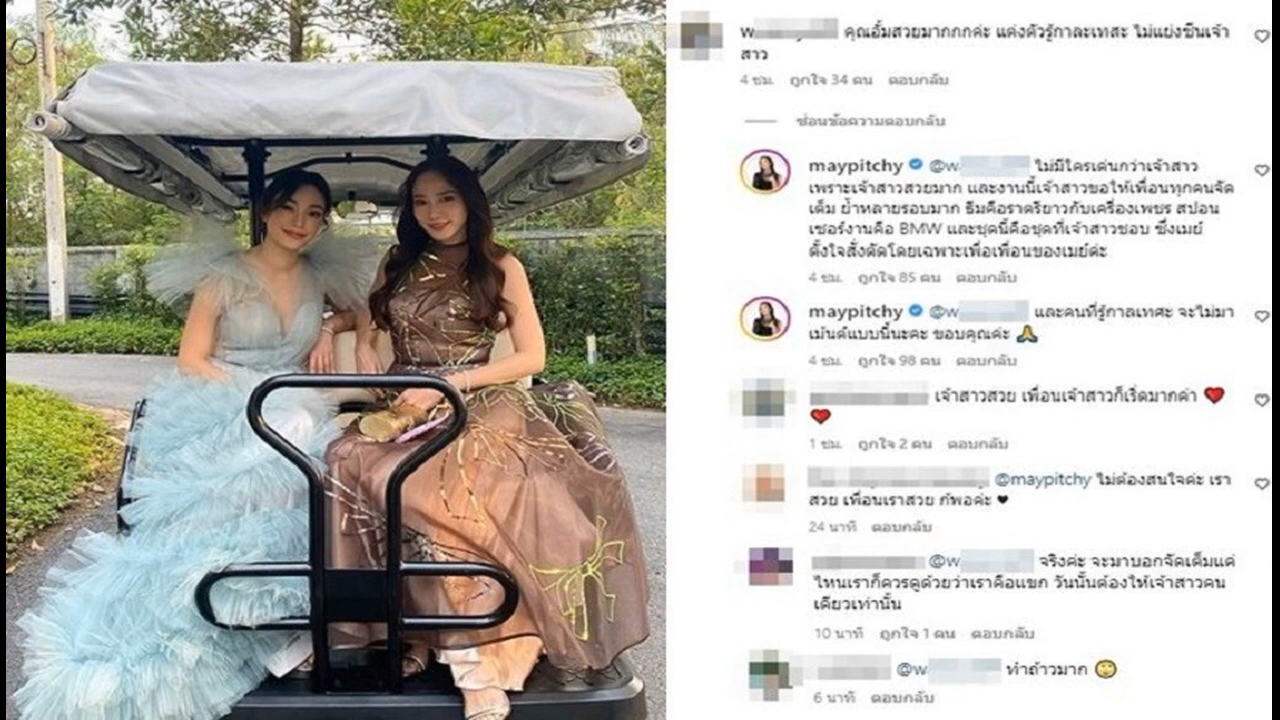 w คุณอั้มสวยมากกกค่ะ แต่งตัวรู้กาละเทสะ ไม่แย่งซีนเจ้า
สาว
4 ชม. ถูกใจ 34 คน ตอบกลับ
ซ่อนข้อความตอบกลับ
maypitchy @w ไม่มีใครเด่นกว่าเจ้าสาว
เพราะเจ้าสาวสวยมาก และงานนี้เจ้าสาวขอให้เพื่อนทุกคนจัด
เต็ม ย้ำหลายรอบมาก ธีมคือราตรียาวกับเครื่องเพชร สปอน
เซอร์งานคือ BMW และชุดนี้คือชุดที่เจ้าสาวชอบ ซึ่งเมย์
ตั้งใจสั่งตัดโดยเฉพาะเพื่อเพื่อนของเมย์ค่ะ
4 ชม. ถูกใจ 85 คน ตอบกลับ
maypitchy @w และคนที่รู้กาลเทศะ จะไม่มา
เม้นต์แบบนี้นะคะ ขอบคุณค่ะ 🙏
4 ชม. ถูกใจ 98 คน ตอบกลับ
เจ้าสาวสวย เพื่อนเจ้าสาวก็เริ่ดมากค่า ❤️
❤️
1 ชม. ถูกใจ 2 คน ตอบกลับ
@maypitchy ไม่ต้องสนใจค่ะ เรา
สวย เพื่อนเราสวย ก้พอค่ะ ♥
24 นาที ตอบกลับ
@w จริงค่ะ จะมาบอกจัดเต็มแค่
ไหนเราก็ควรดูด้วยว่าเราคือแขก วันนั้นต้องให้เจ้าสาวคน
เดียวเท่านั้น
10 นาที ถูกใจ 1 คน ตอบกลับ
@w ทำถ้าวมาก 🙄
6 นาที ตอบกลับ